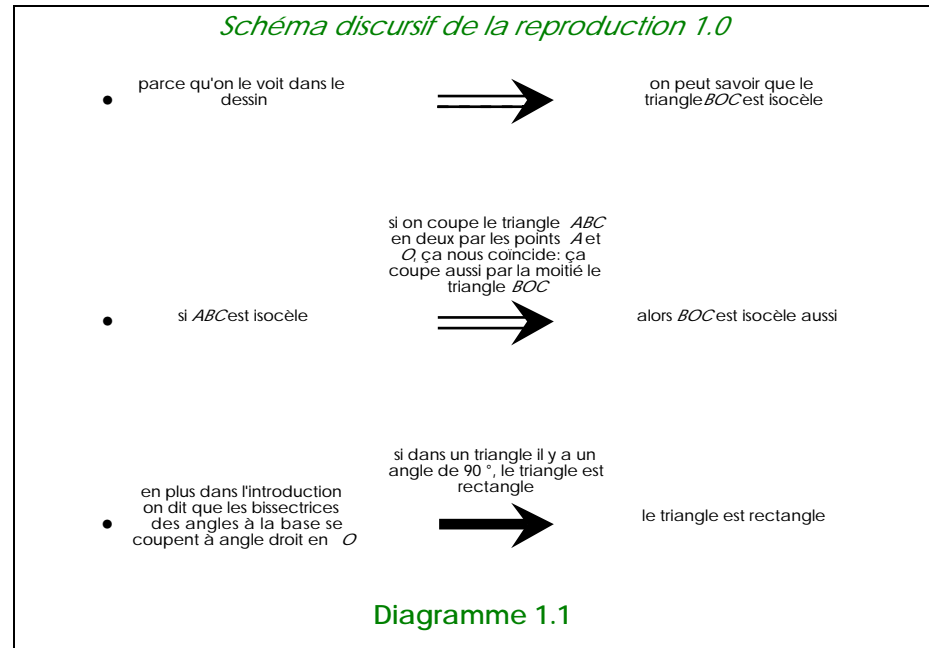 Schéma discursif de la reproduction 1.0
• parce qu'on le voit dans le
dessin
on peut savoir que le
triangle BOC est isocèle
si on coupe le triangle ABC
en deux par les points A et
O, ça nous coïncide: ça
coupe aussi par la moitié le
triangle BOC
• si ABC est isocèle
alors BOC est isocèle aussi
si dans un triangle il y a un
angle de 90 °, le triangle est
rectangle
en plus dans l'introduction
on dit que les bissectrices
• des angles à la base se
coupent à angle droit en O
le triangle est rectangle
Diagramme 1.1